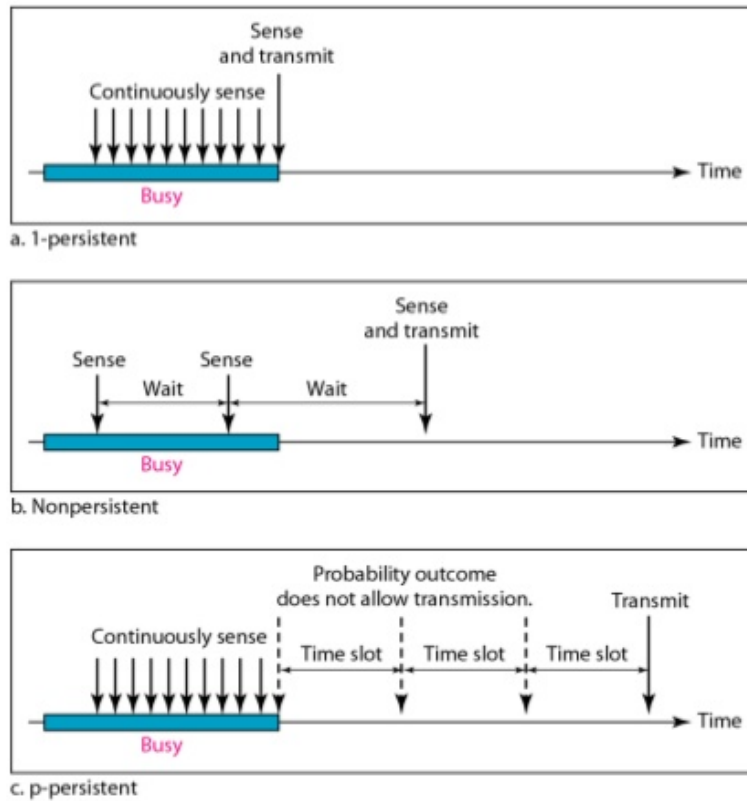 Sense
and transmit
Continuously sense
Time
Busy
a. 1-persistent
Sense
and transmit
Sense
Sense
Wait
Wait
Time
Busy
b. Nonpersistent
Probability outcome
does not allow transmission.
Transmit
Continuously sense
Time slot
Time slot
Time slot
Time
Busy
c. p-persistent